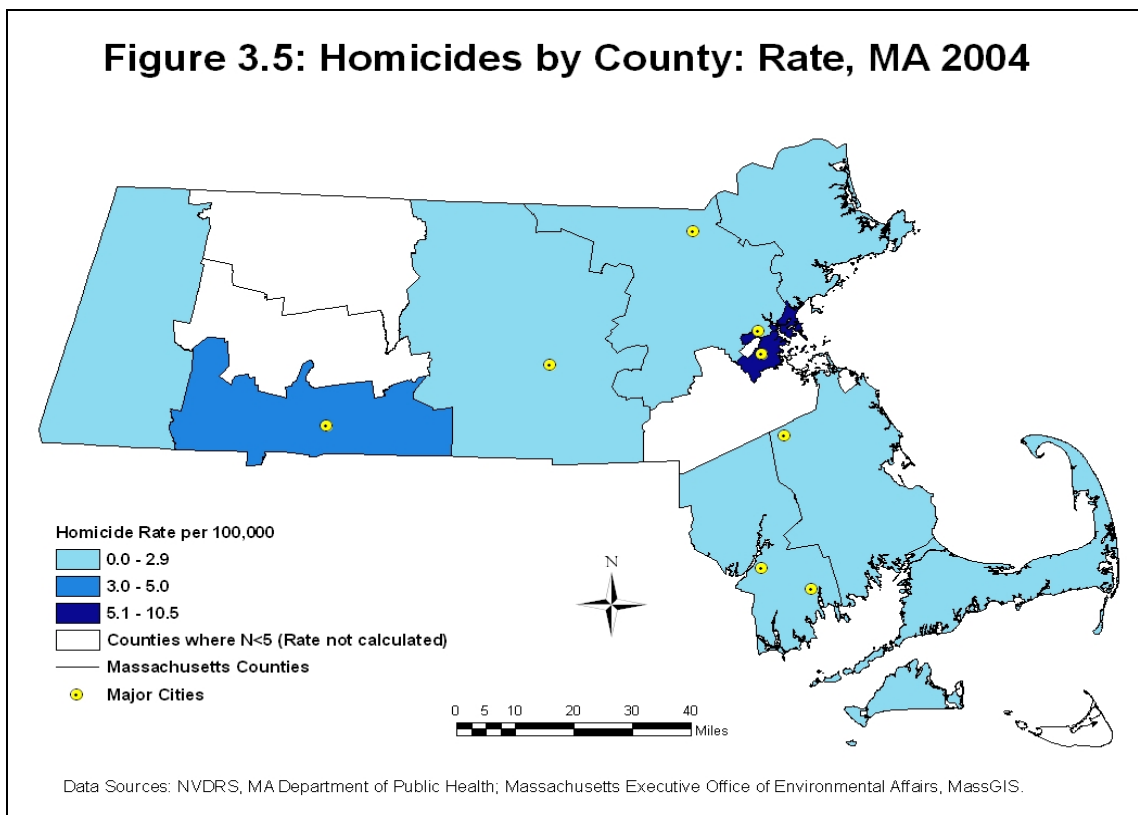 Figure 3.5: Homicides by County: Rate, MA 2004
Homicide Rate per 100,000
0.0 - 2.9
3.0 - 5.0
5.1 - 10.5
Counties where N<5 (Rate not calculated)
Massachusetts Counties
Major Cities
N
0 5 10 20 30 40
Miles
Data Sources: NVDRS, MA Department of Public Health; Massachusetts Executive Office of Environmental Affairs, MassGIS.